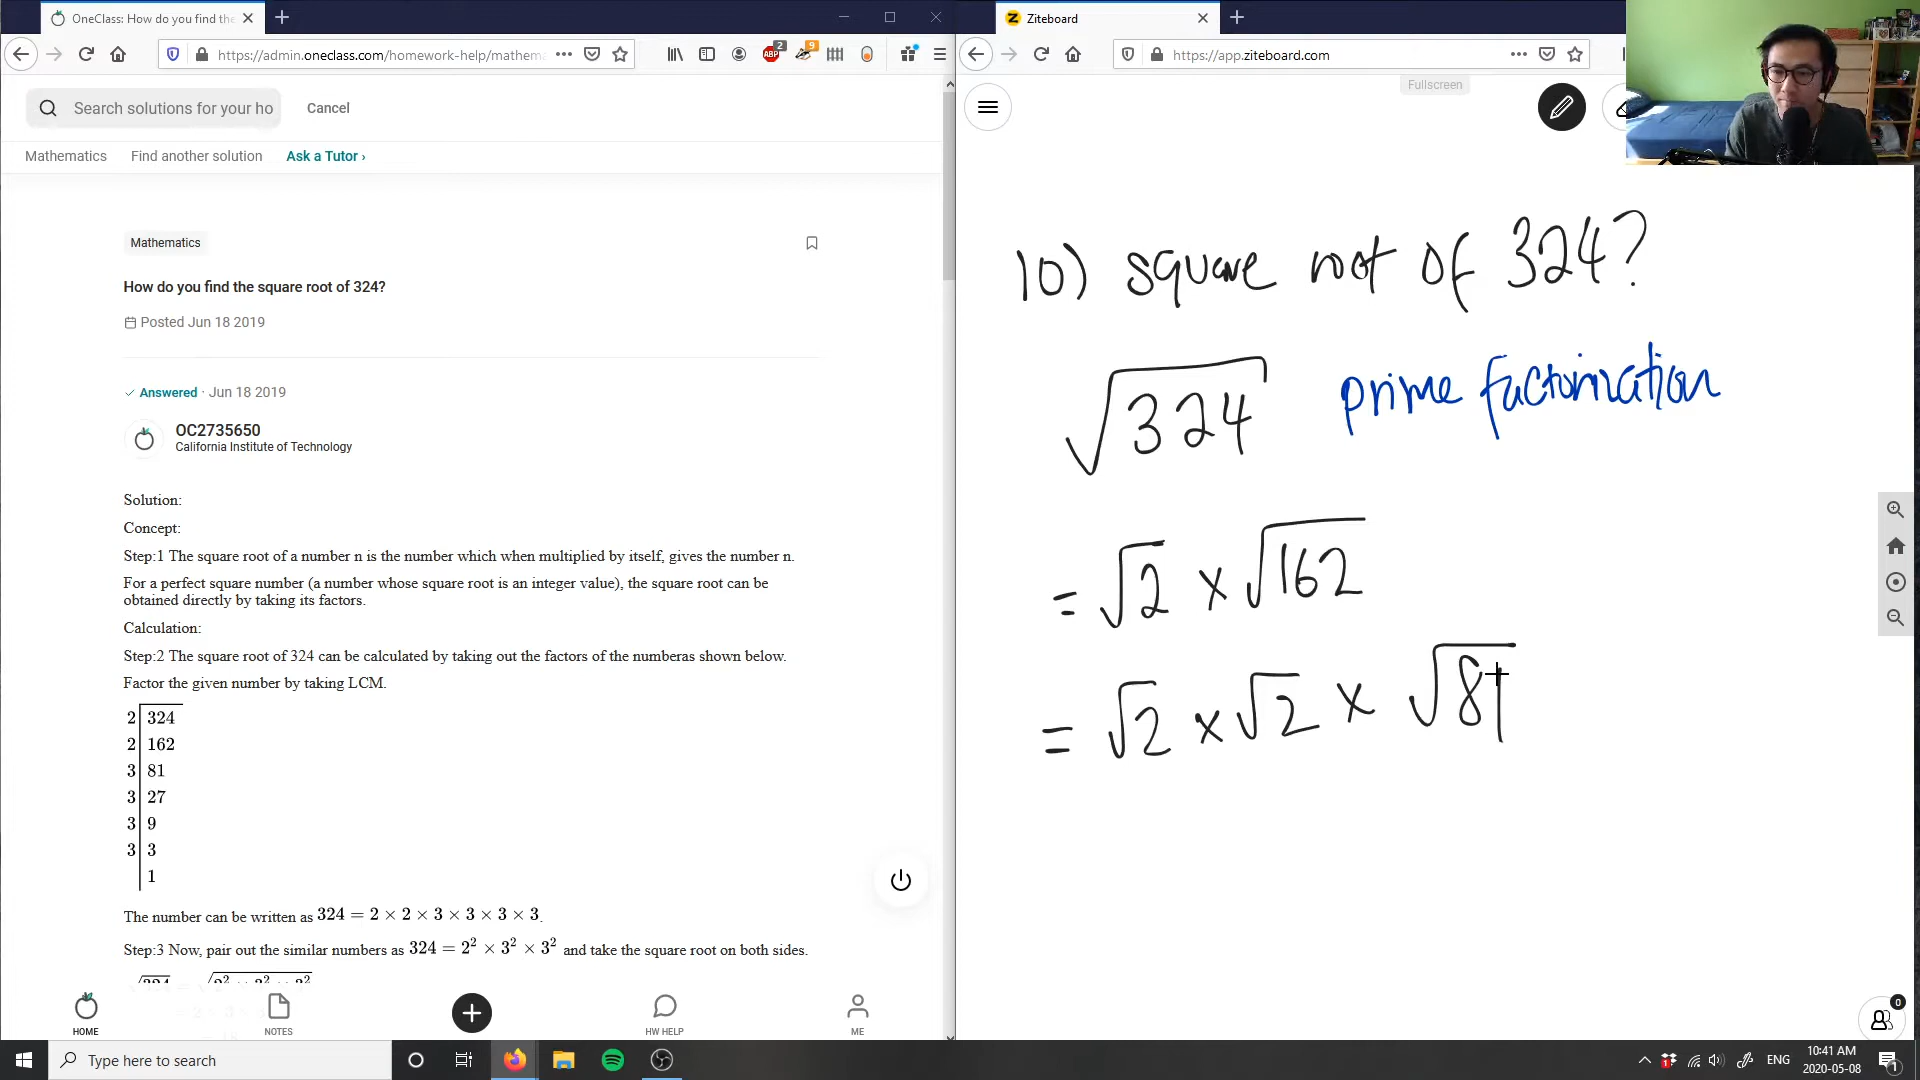 OneClass: How do you find the
https://admin.oneclass.com/homework-help/mathema
ABP
2
9
Search solutions for your ho
Cancel
Mathematics
Find another solution
Ask a Tutor ›
Mathematics
How do you find the square root of 324?
Posted Jun 18 2019
Answered · Jun 18 2019
OC2735650
California Institute of Technology
Solution:
Concept:
Step:1 The square root of a number n is the number which when multiplied by itself, gives the number n.
For a perfect square number (a number whose square root is an integer value), the square root can be
obtained directly by taking its factors.
Calculation:
Step:2 The square root of 324 can be calculated by taking out the factors of the numberas shown below.
Factor the given number by taking LCM.
2 324
2 162
3 81
3 27
3 9
3 3
1
The number can be written as 324 = 2 × 2 × 3 × 3 × 3 × 3.
Step:3 Now, pair out the similar numbers as 324 = 2² × 3² × 3² and take the square root on both sides.
HOME
NOTES
HW HELP
ME
Ziteboard
https://app.ziteboard.com
Fullscreen
10) square root of 324?
√324 prime factorization
= √2 x √162
= √2 x √2 x √81
0
Type here to search
ENG
10:41 AM
2020-05-08
1